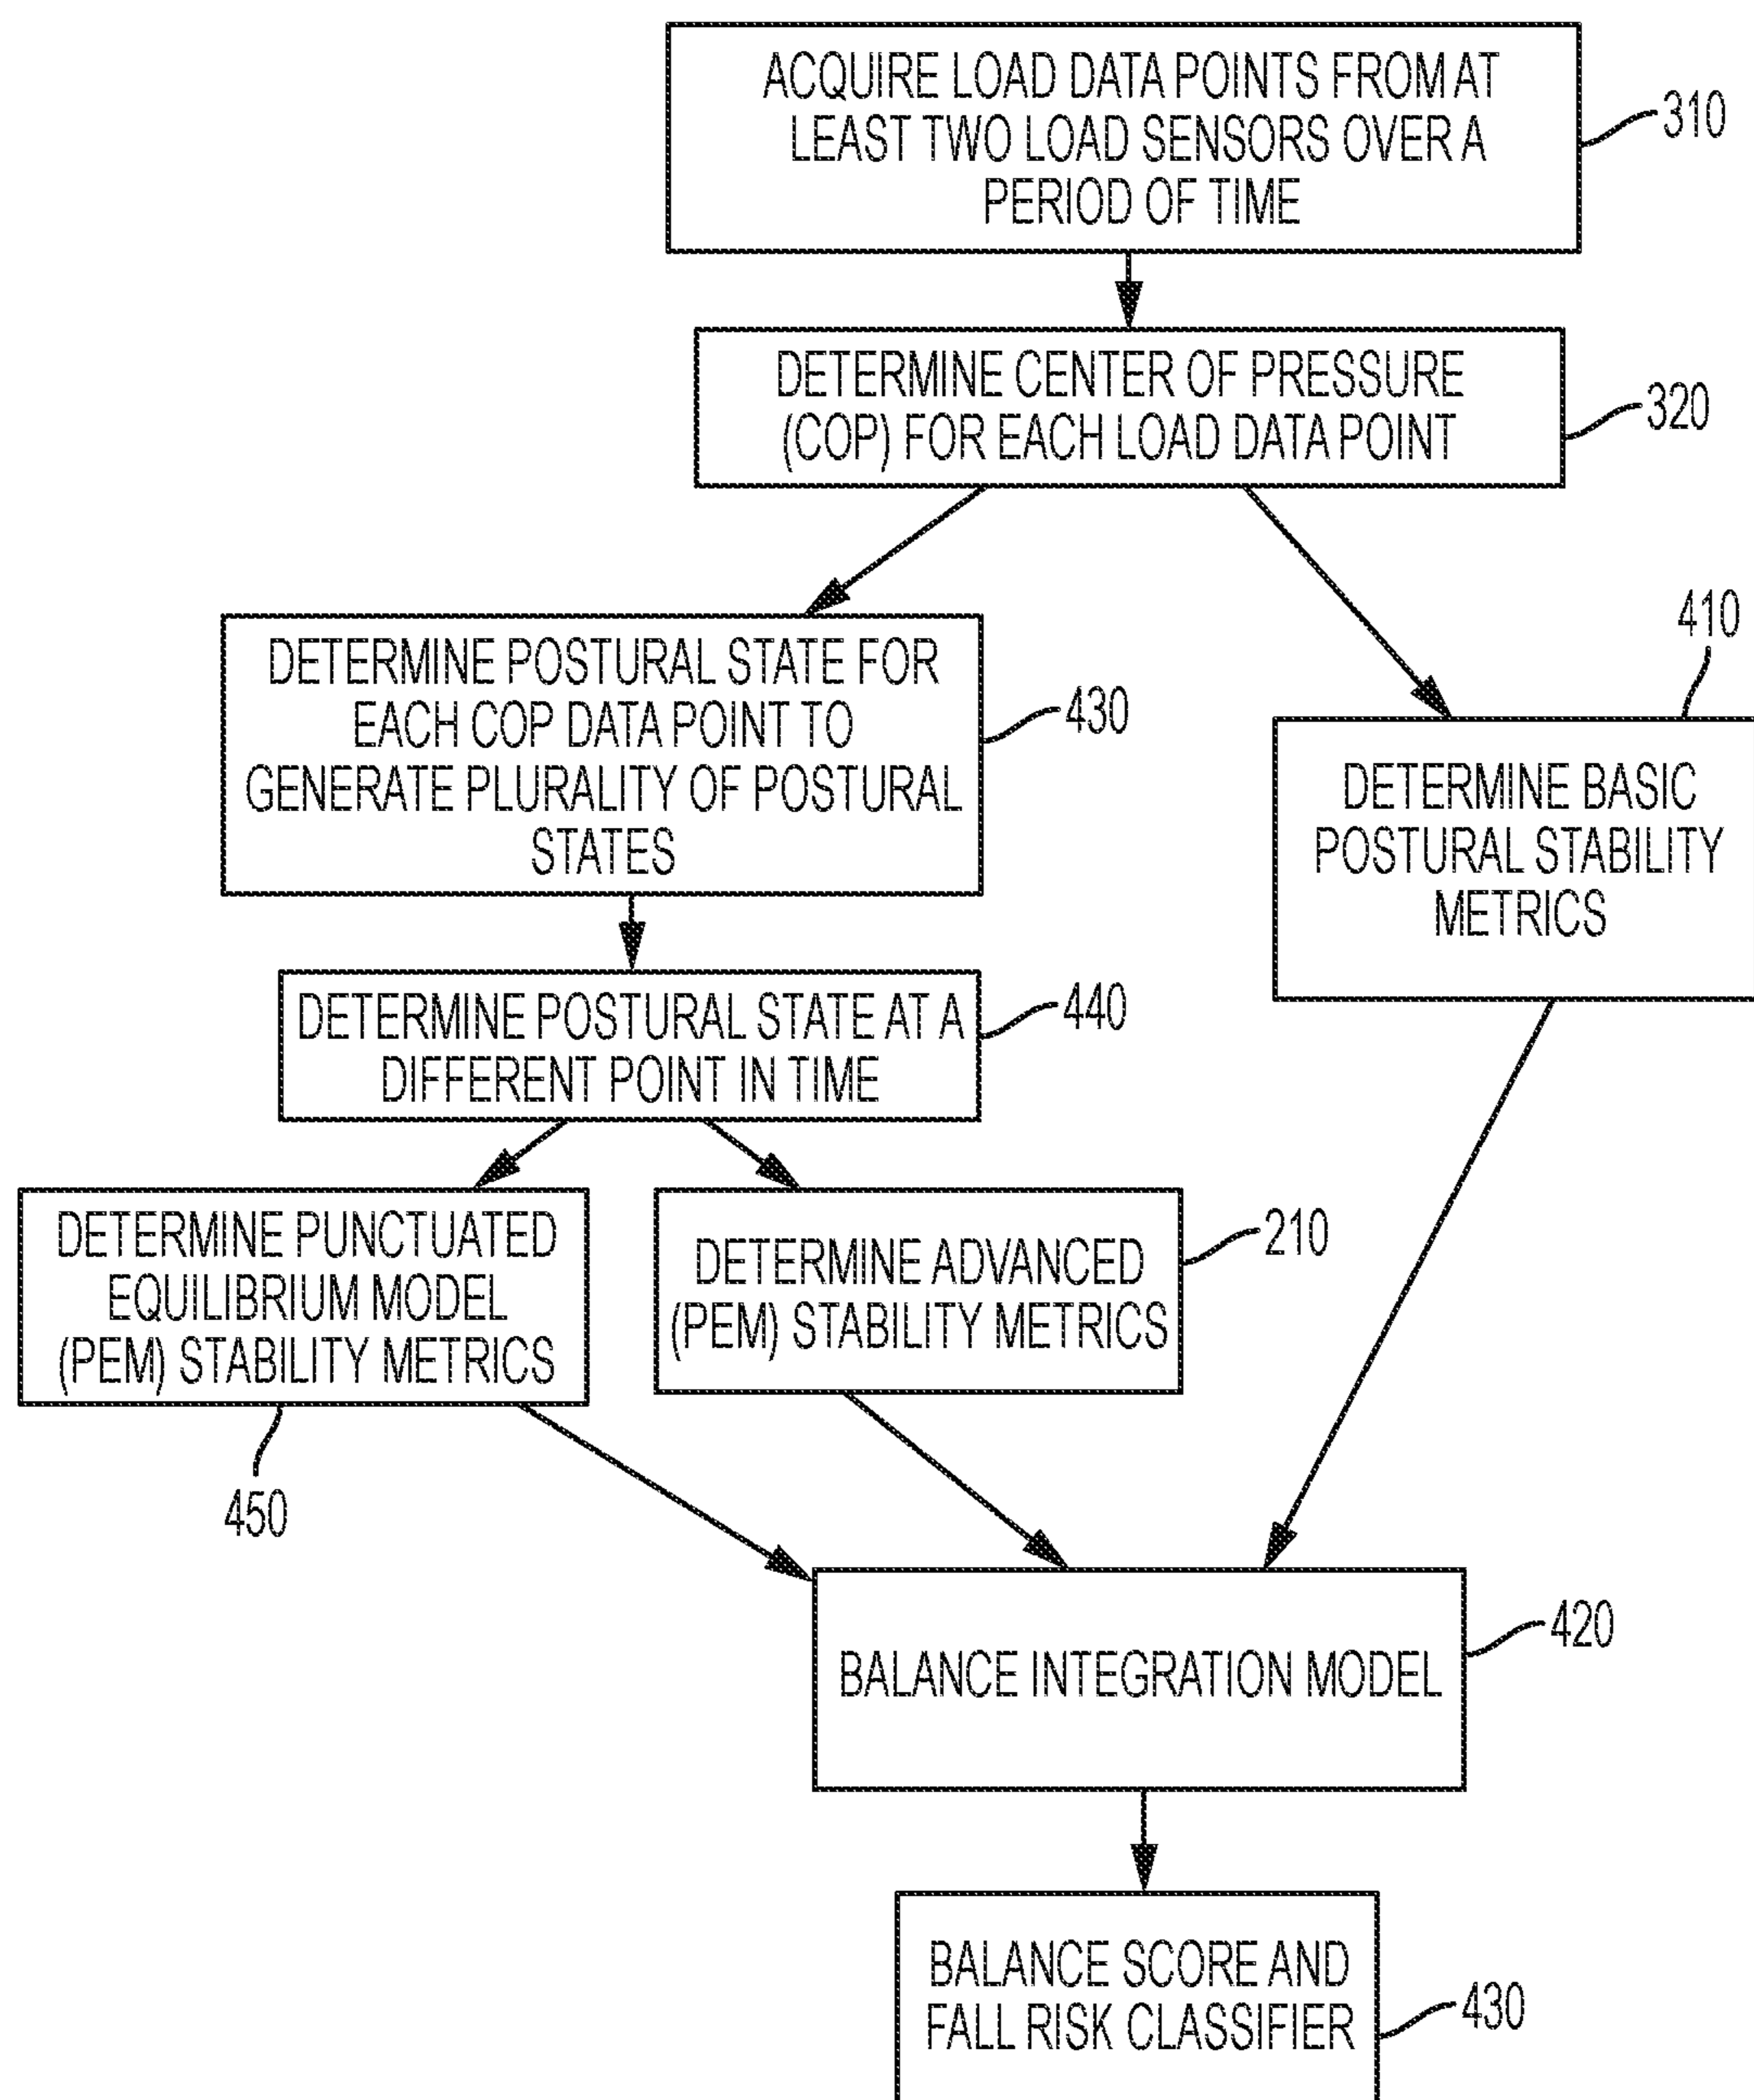 ACQUIRE LOAD DATA POINTS FROM AT
LEAST TWO LOAD SENSORS OVER A
PERIOD OF TIME
310
DETERMINE CENTER OF PRESSURE
(COP) FOR EACH LOAD DATA POINT
320
DETERMINE POSTURAL STATE FOR
EACH COP DATA POINT TO
GENERATE PLURALITY OF POSTURAL
STATES
430
410
DETERMINE BASIC
POSTURAL STABILITY
METRICS
DETERMINE POSTURAL STATE AT A
DIFFERENT POINT IN TIME
440
DETERMINE PUNCTUATED
EQUILIBRIUM MODEL
(PEM) STABILITY METRICS
450
DETERMINE ADVANCED
(PEM) STABILITY METRICS
210
BALANCE INTEGRATION MODEL
420
BALANCE SCORE AND
FALL RISK CLASSIFIER
430